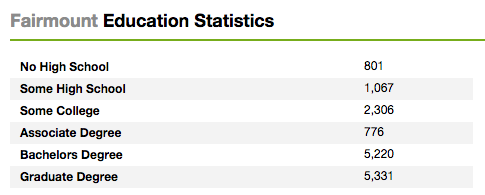 Fairmount Education Statistics
No High School 801
Some High School 1,067
Some College 2,306
Associate Degree 776
Bachelors Degree 5,220
Graduate Degree 5,331